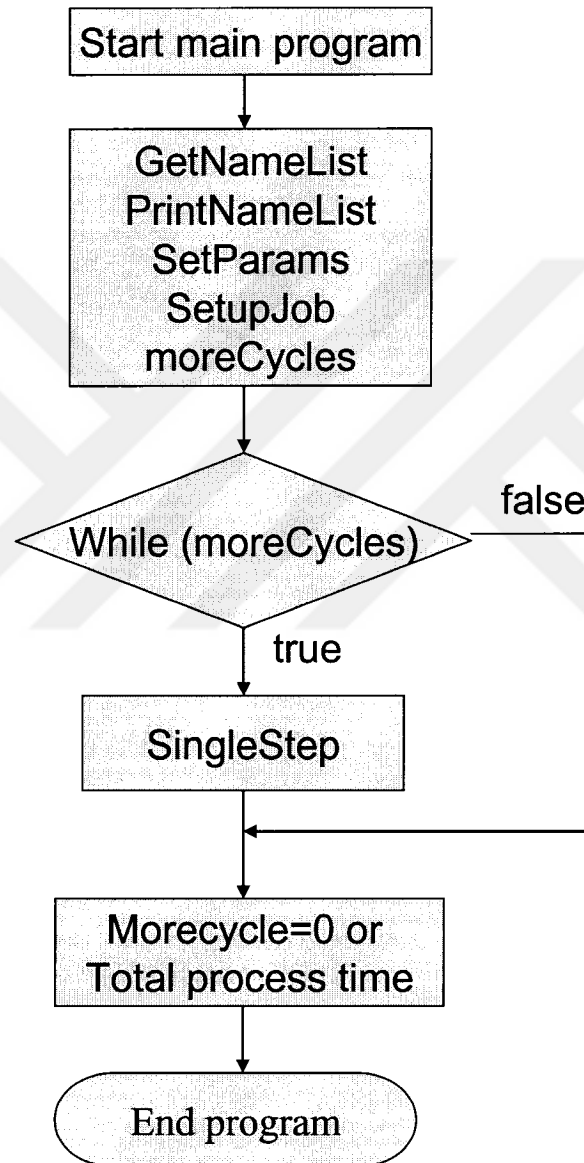 Start main program
GetNameList
PrintNameList
SetParams
SetupJob
moreCycles
While (moreCycles)
false
true
SingleStep
Morecycle=0 or
Total process time
End program